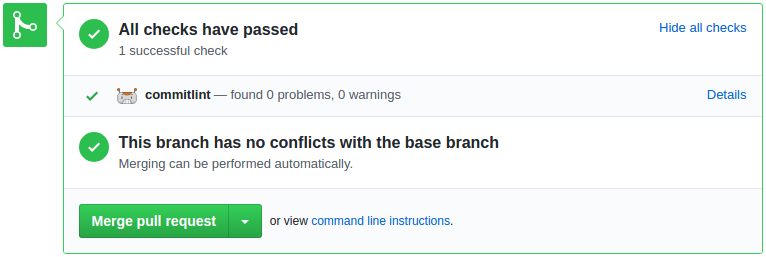 All checks have passed
Hide all checks
1 successful check
commitlint — found 0 problems, 0 warnings
Details
This branch has no conflicts with the base branch
Merging can be performed automatically.
Merge pull request
or view command line instructions.